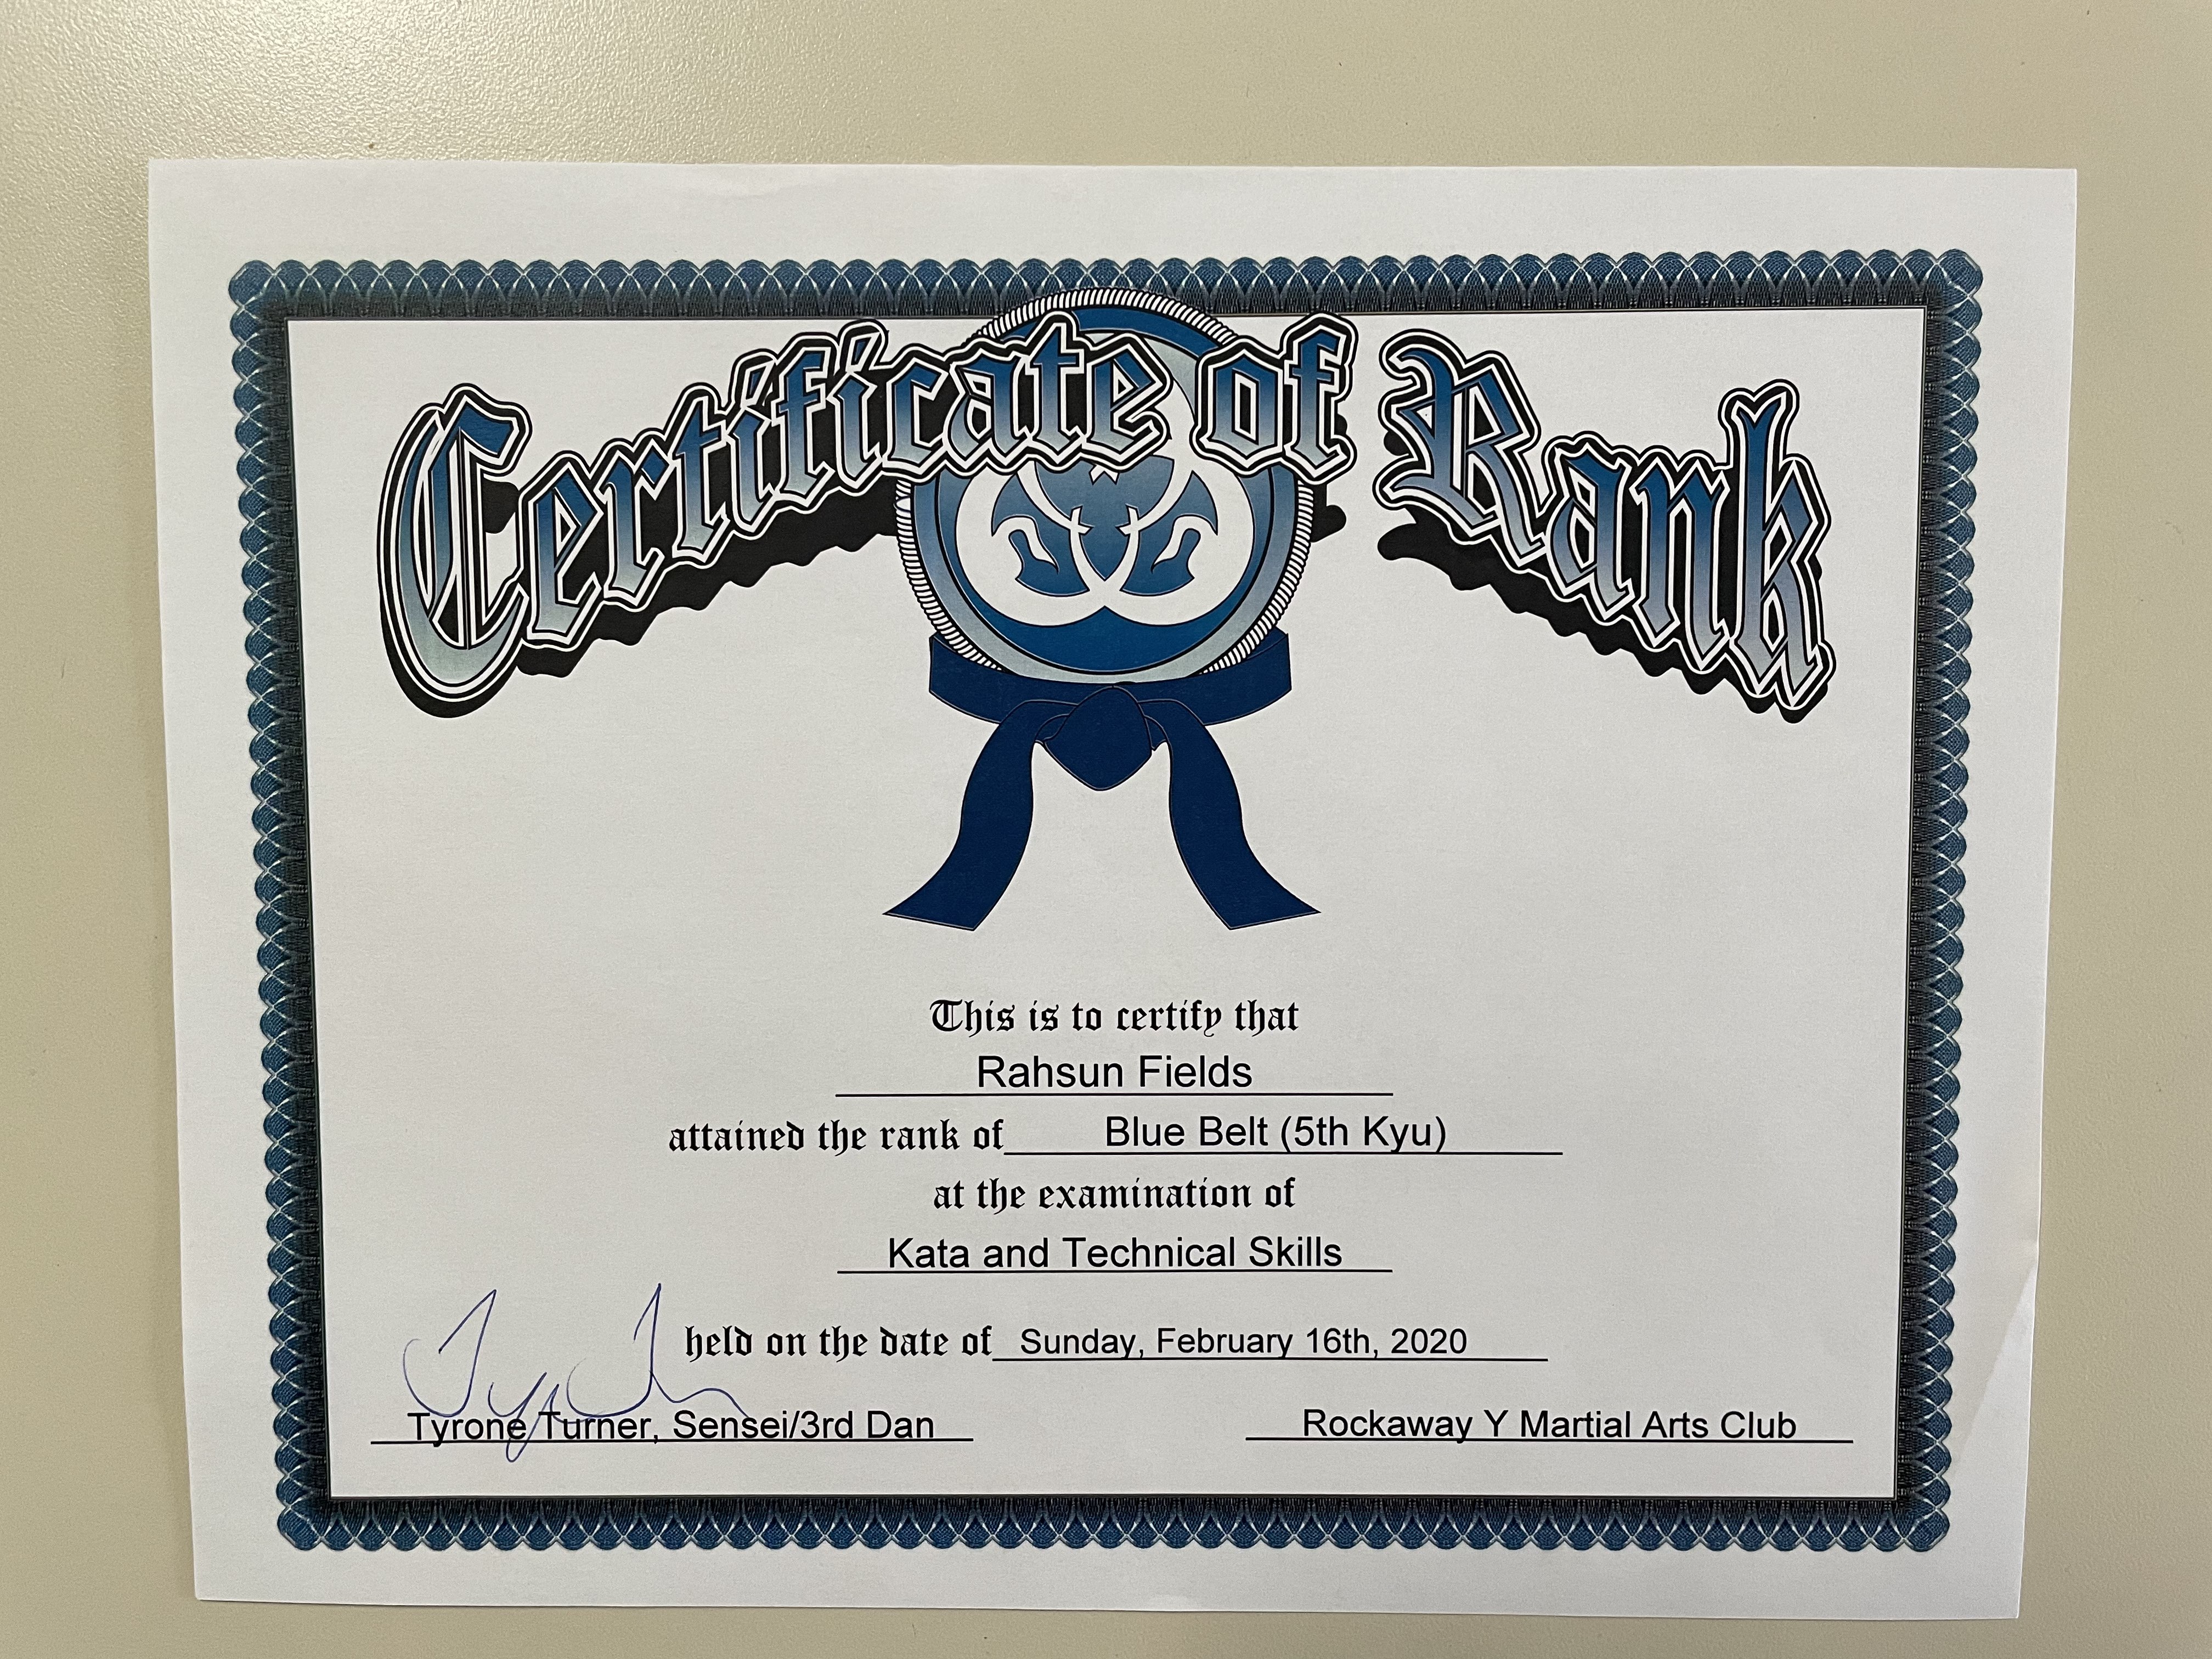 Certificate of Rank
This is to certify that
Rahsun Fields
attained the rank of Blue Belt (5th Kyu)
at the examination of
Kata and Technical Skills
held on the date of Sunday, February 16th, 2020
Tyrone Turner, Sensei/3rd Dan
Rockaway Y Martial Arts Club